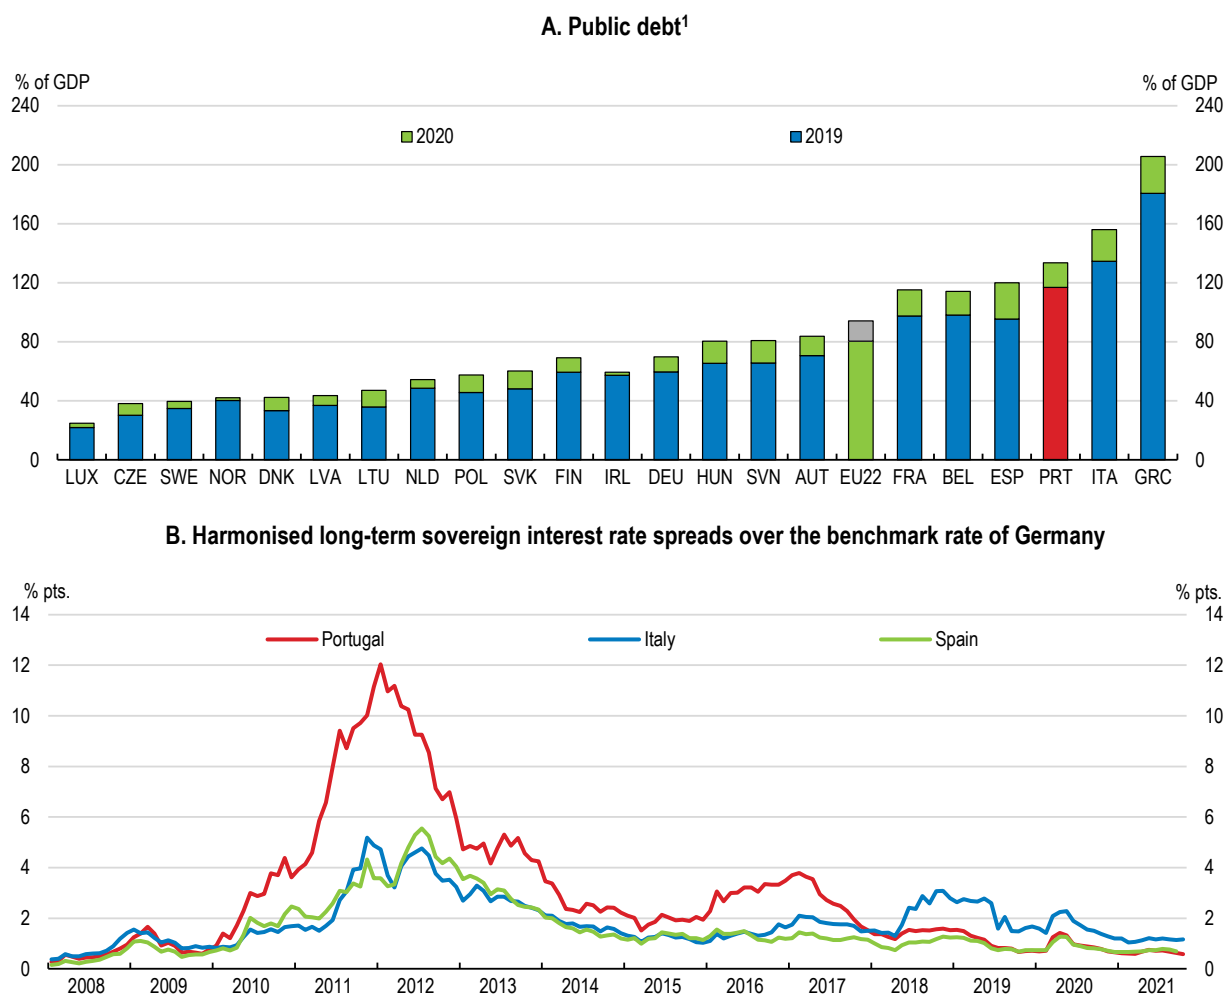 A. Public debt¹
% of GDP % of GDP
240 240
2020 2019
200 200
160 160
120 120
80 80
40 40
0 0
LUX CZE SWE NOR DNK LVA LTU NLD POL SVK FIN IRL DEU HUN SVN AUT EU22 FRA BEL ESP PRT ITA GRC
B. Harmonised long-term sovereign interest rate spreads over the benchmark rate of Germany
% pts. % pts.
14 14
Portugal Italy Spain
12 12
10 10
8 8
6 6
4 4
2 2
0 0
2008 2009 2010 2011 2012 2013 2014 2015 2016 2017 2018 2019 2020 2021